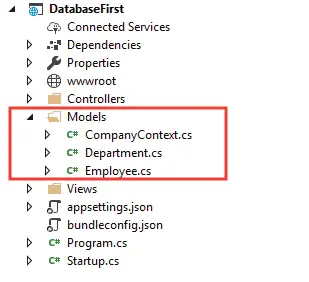 DatabaseFirst
Connected Services
Dependencies
Properties
wwwroot
Controllers
Models
C# CompanyContext.cs
C# Department.cs
C# Employee.cs
Views
appsettings.json
bundleconfig.json
C# Program.cs
C# Startup.cs